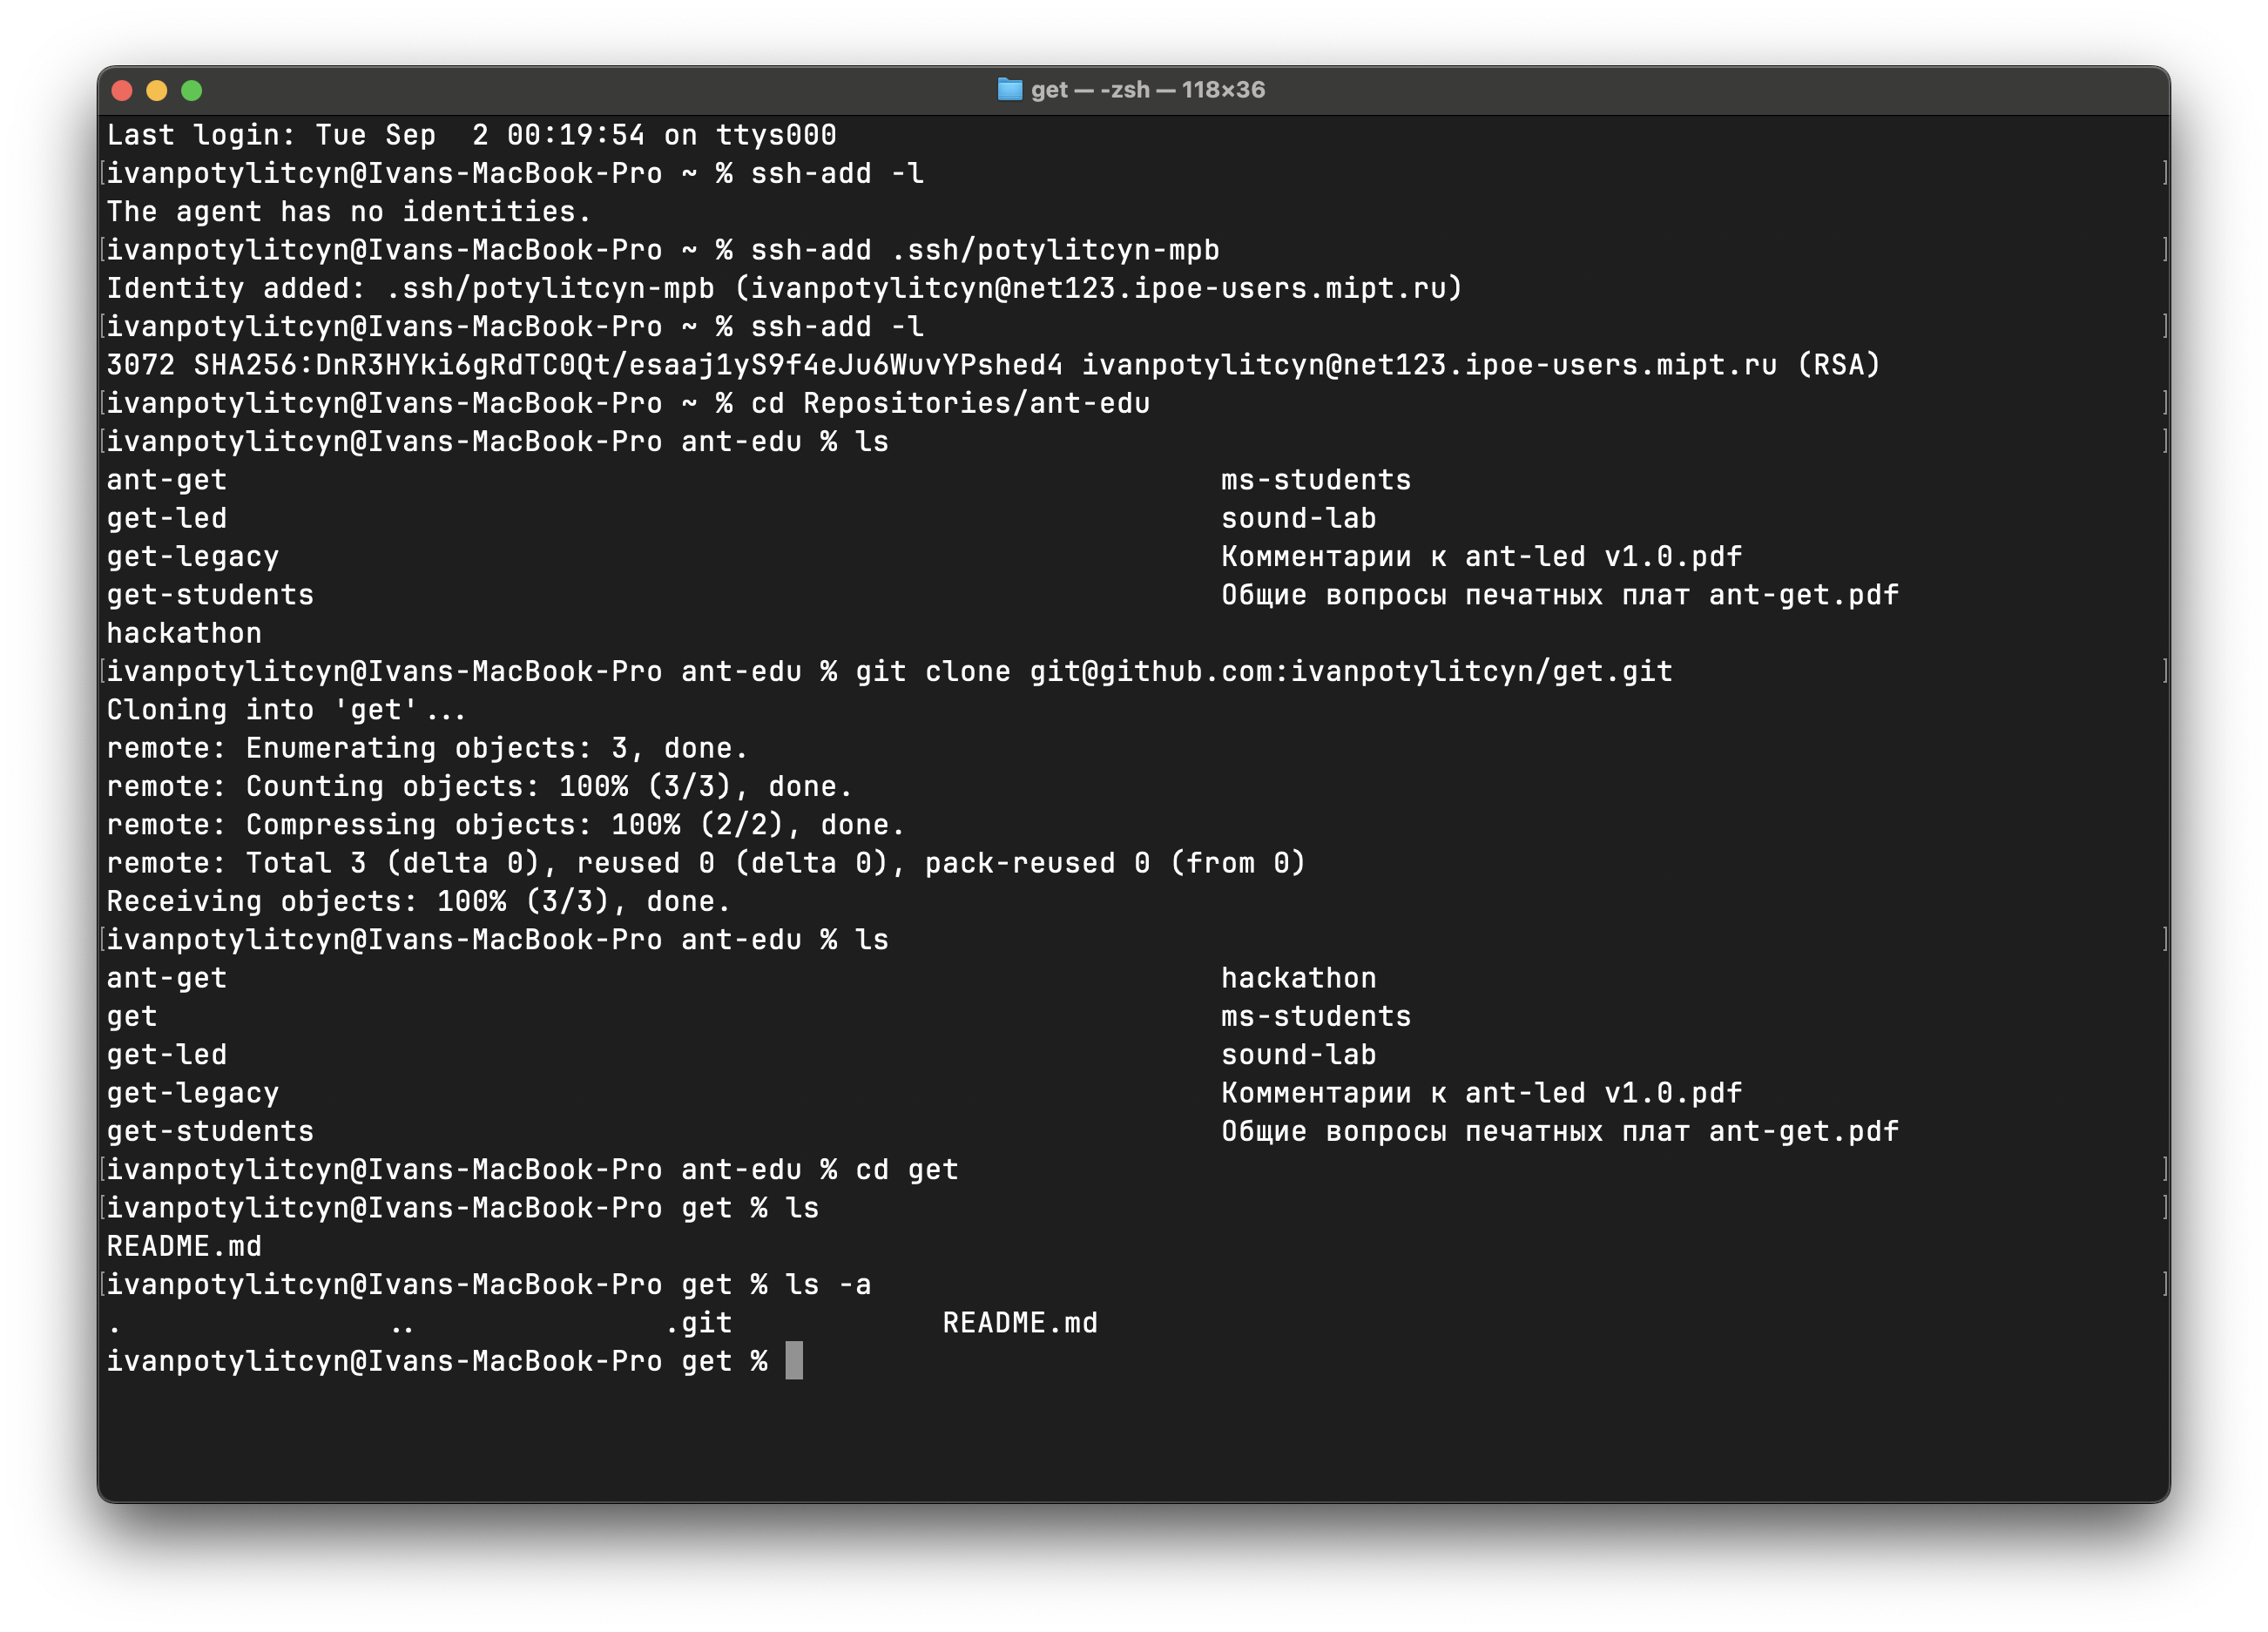 get — -zsh — 118×36
Last login: Tue Sep  2 00:19:54 on ttys000
[ivanpotylitcyn@Ivans-MacBook-Pro ~ % ssh-add -l ]
The agent has no identities.
[ivanpotylitcyn@Ivans-MacBook-Pro ~ % ssh-add .ssh/potylitcyn-mpb ]
Identity added: .ssh/potylitcyn-mpb (ivanpotylitcyn@net123.ipoe-users.mipt.ru)
[ivanpotylitcyn@Ivans-MacBook-Pro ~ % ssh-add -l ]
3072 SHA256:DnR3HYki6gRdTC0Qt/esaaj1yS9f4eJu6WuvYPshed4 ivanpotylitcyn@net123.ipoe-users.mipt.ru (RSA)
[ivanpotylitcyn@Ivans-MacBook-Pro ~ % cd Repositories/ant-edu ]
[ivanpotylitcyn@Ivans-MacBook-Pro ant-edu % ls ]
ant-get ms-students
get-led sound-lab
get-legacy Комментарии к ant-led v1.0.pdf
get-students Общие вопросы печатных плат ant-get.pdf
hackathon
[ivanpotylitcyn@Ivans-MacBook-Pro ant-edu % git clone git@github.com:ivanpotylitcyn/get.git ]
Cloning into 'get'...
remote: Enumerating objects: 3, done.
remote: Counting objects: 100% (3/3), done.
remote: Compressing objects: 100% (2/2), done.
remote: Total 3 (delta 0), reused 0 (delta 0), pack-reused 0 (from 0)
Receiving objects: 100% (3/3), done.
[ivanpotylitcyn@Ivans-MacBook-Pro ant-edu % ls ]
ant-get hackathon
get ms-students
get-led sound-lab
get-legacy Комментарии к ant-led v1.0.pdf
get-students Общие вопросы печатных плат ant-get.pdf
[ivanpotylitcyn@Ivans-MacBook-Pro ant-edu % cd get ]
[ivanpotylitcyn@Ivans-MacBook-Pro get % ls ]
README.md
[ivanpotylitcyn@Ivans-MacBook-Pro get % ls -a ]
. .. .git README.md
ivanpotylitcyn@Ivans-MacBook-Pro get %